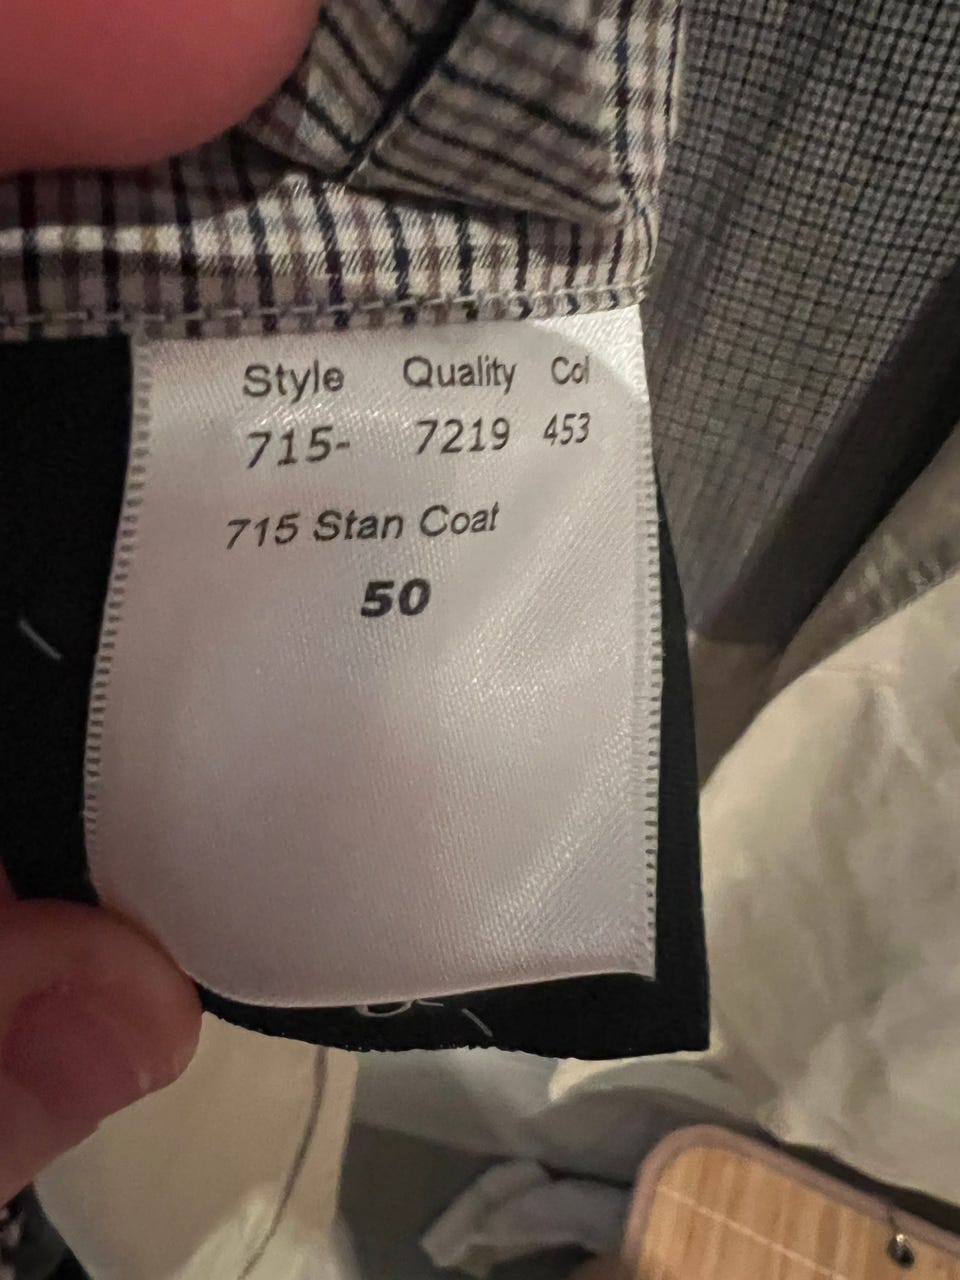 Style Quality Col
715- 7219 453
715 Stan Coat
50